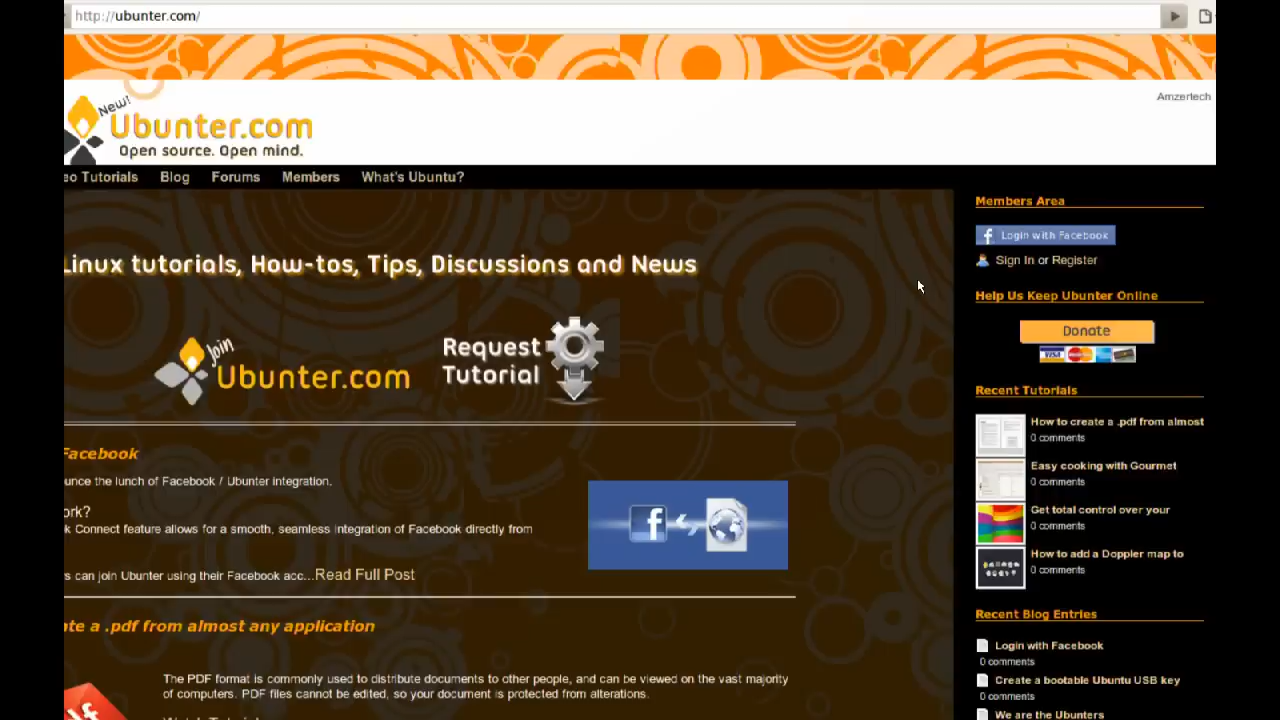 http://ubunter.com/
Amzertech
New!
Ubunter.com
Open source. Open mind.
eo Tutorials Blog Forums Members What's Ubuntu?
Linux tutorials, How-tos, Tips, Discussions and News
Join
Ubunter.com
Request
Tutorial
Facebook
ounce the lunch of Facebook / Ubunter integration.
ork?
k Connect feature allows for a smooth, seamless integration of Facebook directly from
s can join Ubunter using their Facebook acc...Read Full Post
ate a .pdf from almost any application
The PDF format is commonly used to distribute documents to other people, and can be viewed on the vast majority
of computers. PDF files cannot be edited, so your document is protected from alterations.
Members Area
Login with Facebook
Sign In or Register
Help Us Keep Ubunter Online
Donate
VISA
Recent Tutorials
How to create a .pdf from almost
0 comments
Easy cooking with Gourmet
0 comments
Get total control over your
0 comments
How to add a Doppler map to
0 comments
Recent Blog Entries
Login with Facebook
0 comments
Create a bootable Ubuntu USB key
0 comments
We are the Ubunters